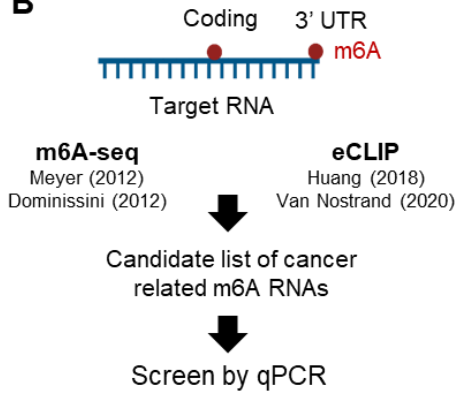 B
Coding 3’ UTR
m6A
Target RNA
m6A-seq
Meyer (2012)
Dominissini (2012)
eCLIP
Huang (2018)
Van Nostrand (2020)
Candidate list of cancer
related m6A RNAs
Screen by qPCR